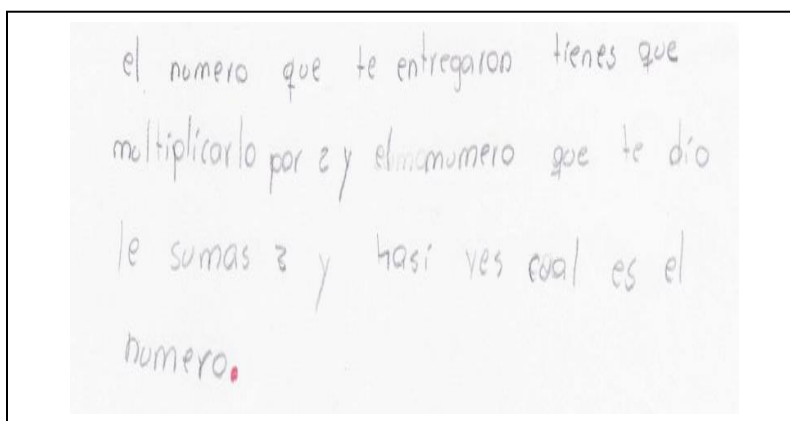 el numero que te entregaron tienes que
multiplicarlo por 2 y el numero que te dio
le sumas 2 y hasi ves cual es el
numero.